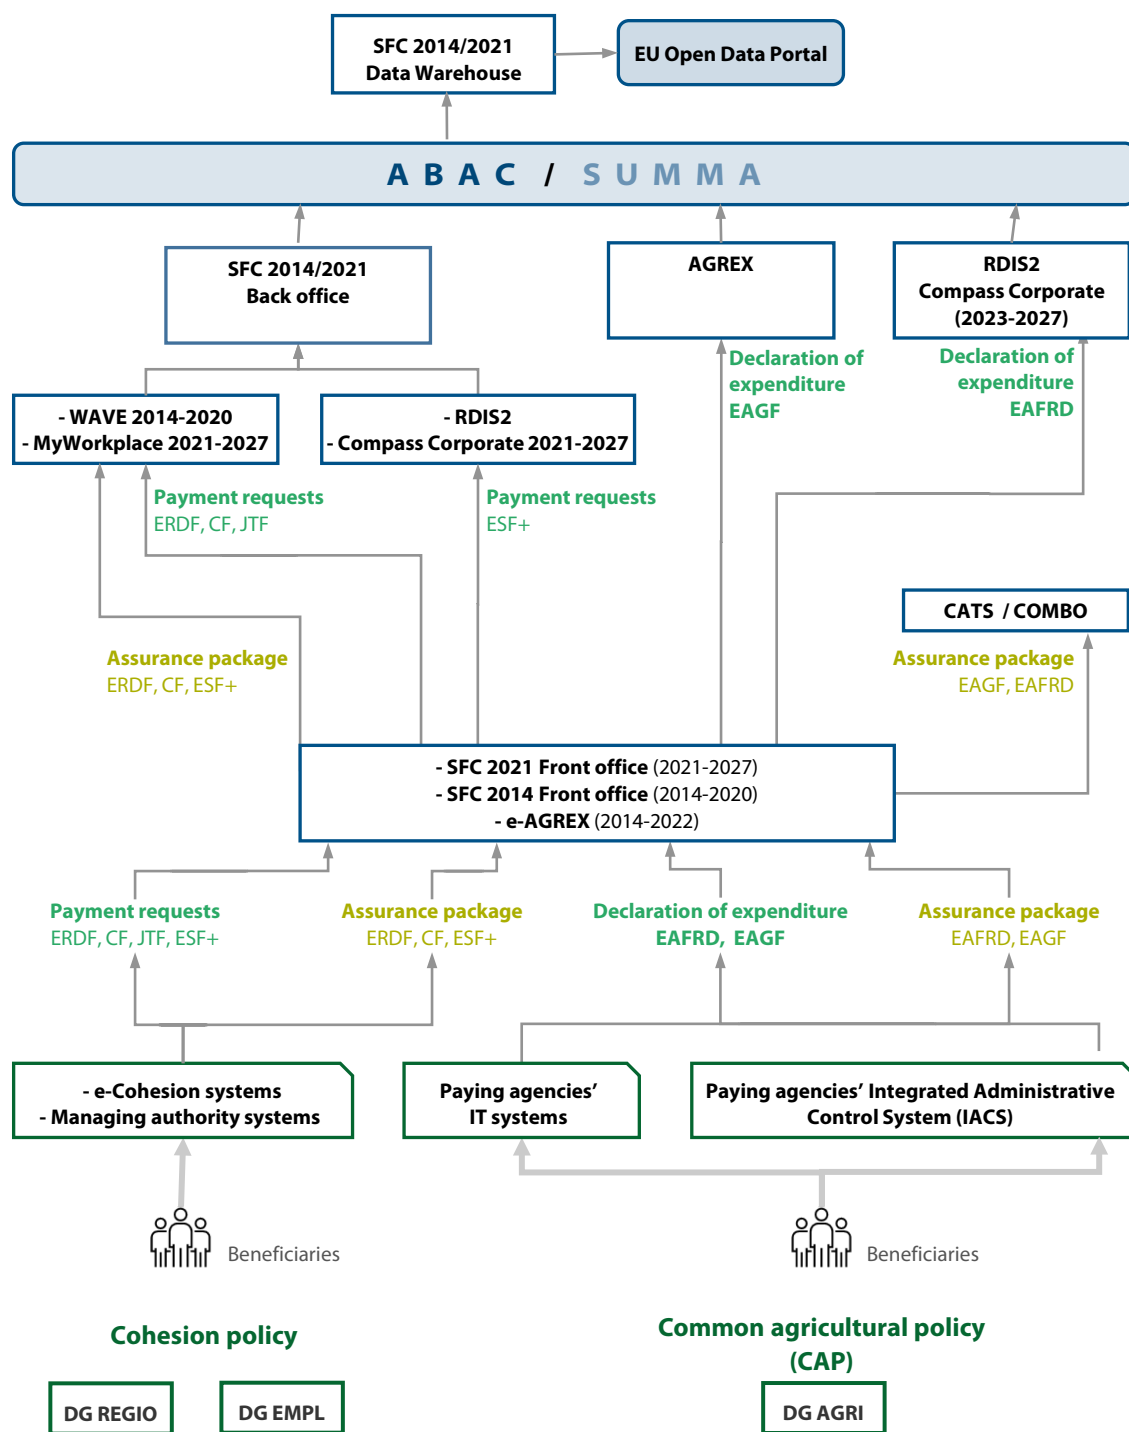 SFC 2014/2021
Data Warehouse
EU Open Data Portal
ABAC / SUMMA
SFC 2014/2021
Back office
AGREX
RDIS2
Compass Corporate
(2023-2027)
Declaration of
expenditure
EAGF
Declaration of
expenditure
EAFRD
- WAVE 2014-2020
- MyWorkplace 2021-2027
- RDIS2
- Compass Corporate 2021-2027
Payment requests
ERDF, CF, JTF
Payment requests
ESF+
CATS / COMBO
Assurance package
ERDF, CF, ESF+
Assurance package
EAGF, EAFRD
- SFC 2021 Front office (2021-2027)
- SFC 2014 Front office (2014-2020)
- e-AGREX (2014-2022)
Payment requests
ERDF, CF, JTF, ESF+
Assurance package
ERDF, CF, ESF+
Declaration of expenditure
EAFRD, EAGF
Assurance package
EAFRD, EAGF
- e-Cohesion systems
- Managing authority systems
Paying agencies’
IT systems
Paying agencies’ Integrated Administrative
Control System (IACS)
Beneficiaries
Beneficiaries
Cohesion policy
Common agricultural policy
(CAP)
DG REGIO
DG EMPL
DG AGRI